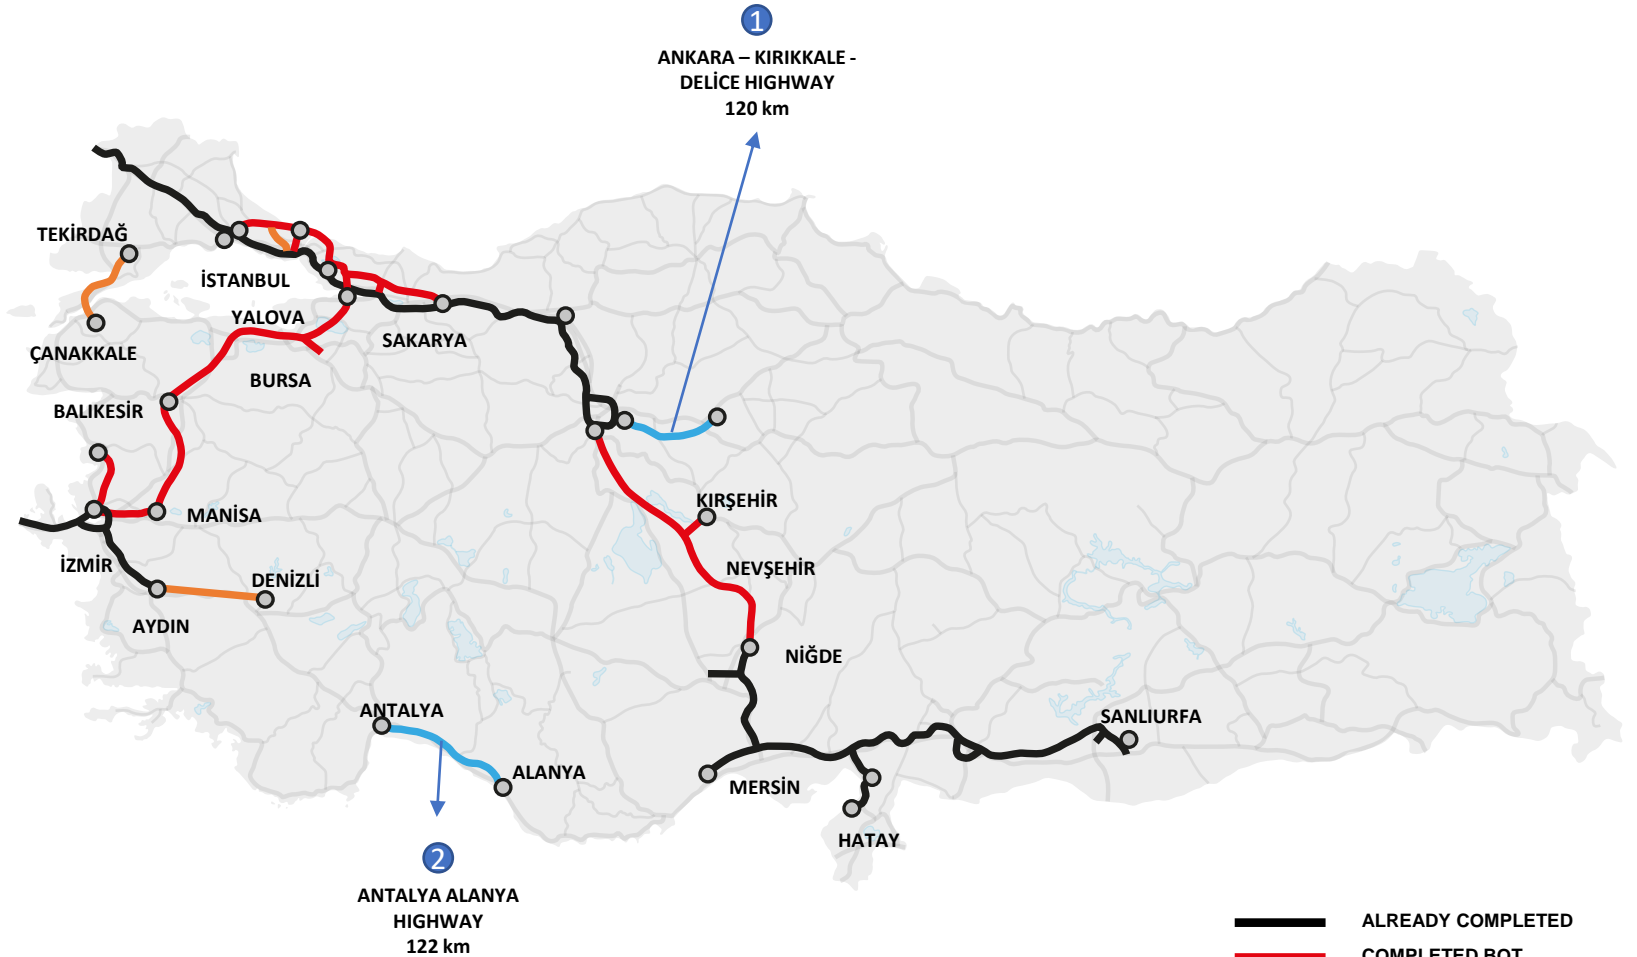 1
ANKARA – KIRIKKALE -
DELİCE HIGHWAY
120 km
TEKİRDAĞ
İSTANBUL
YALOVA
ÇANAKKALE
SAKARYA
BURSA
BALIKESİR
MANİSA
KIRŞEHİR
İZMİR
DENİZLİ
NEVŞEHİR
AYDIN
NİĞDE
ANTALYA
SANLIURFA
ALANYA
MERSİN
HATAY
2
ANTALYA ALANYA
HIGHWAY
122 km
ALREADY COMPLETED
COMPLETED BOT